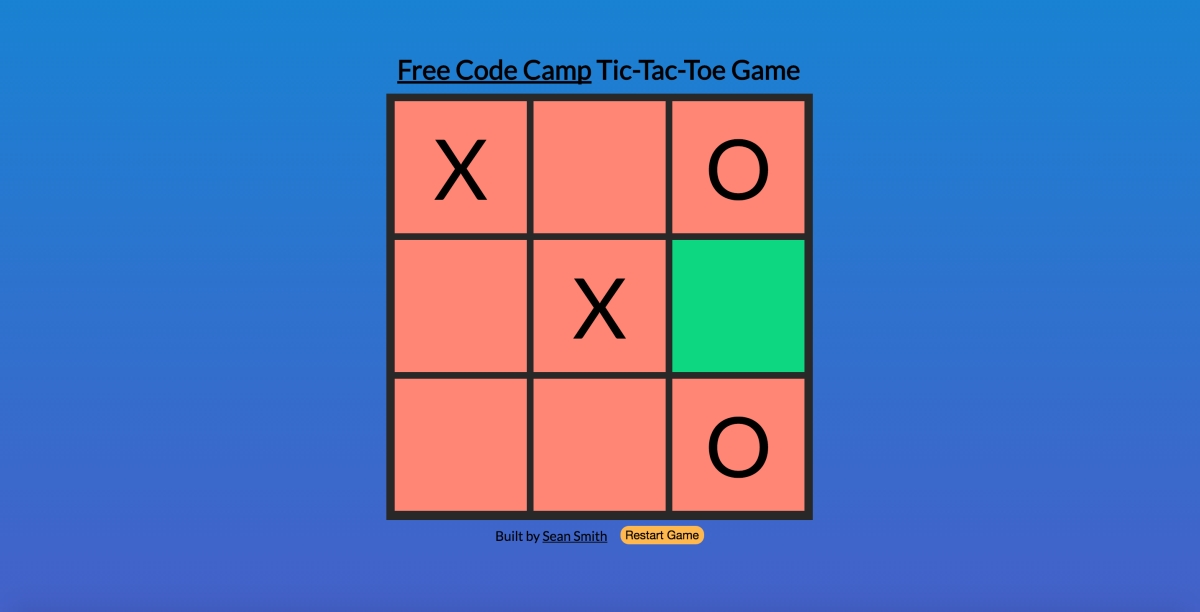 Free Code Camp Tic-Tac-Toe Game
X O
X
O
Built by Sean Smith Restart Game